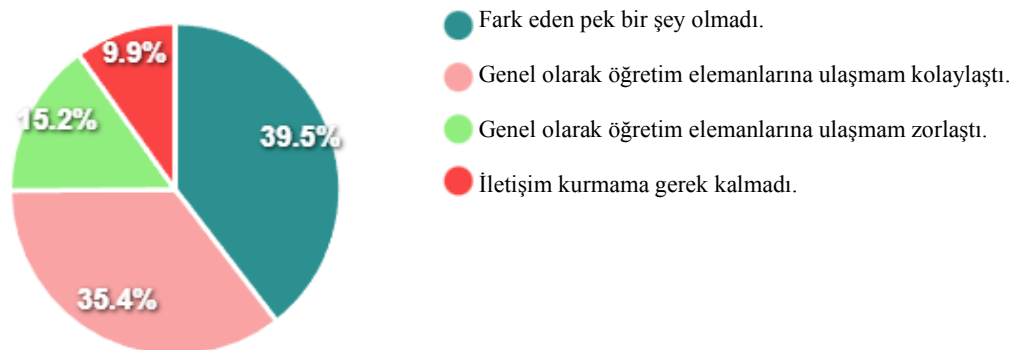 9.9%
15.2%
39.5%
35.4%
Fark eden pek bir şey olmadı.
Genel olarak öğretim elemanlarına ulaşmam kolaylaştı.
Genel olarak öğretim elemanlarına ulaşmam zorlaştı.
İletişim kurmama gerek kalmadı.